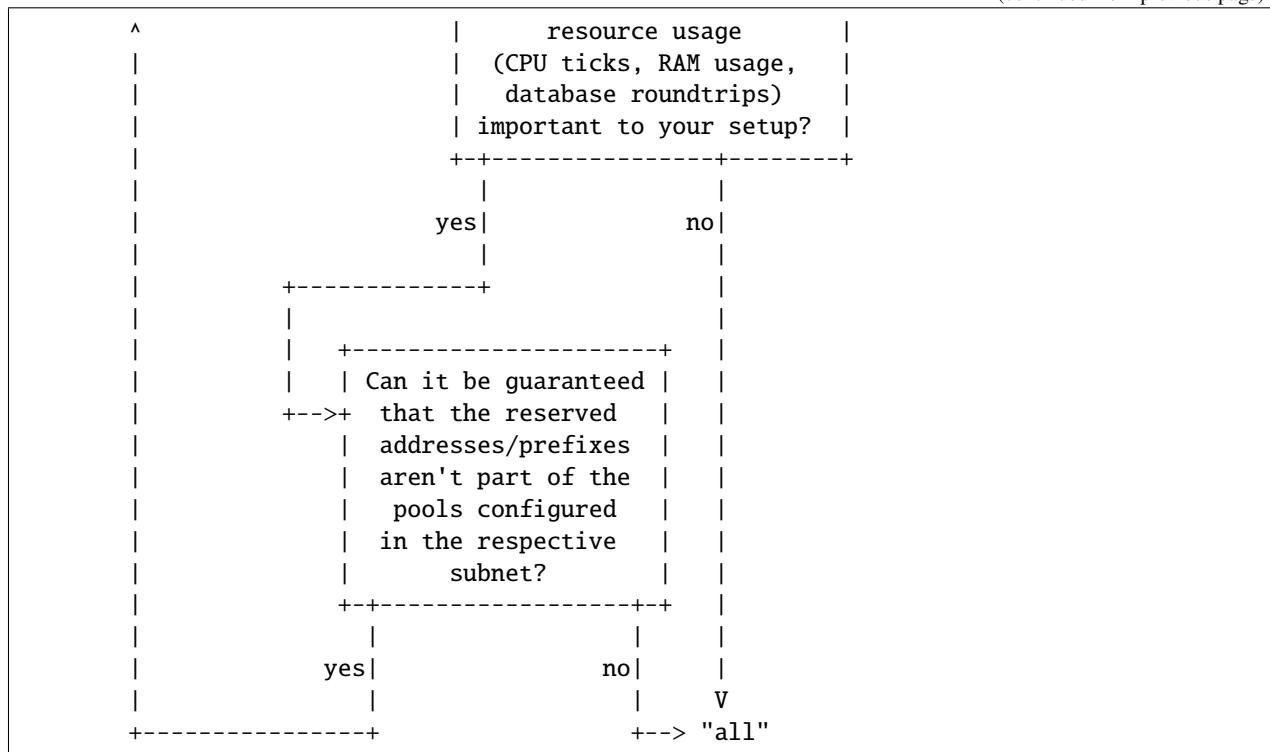 ^                      |      resource usage       |
|                      |  (CPU ticks, RAM usage,   |
|                      |   database roundtrips)    |
|                      | important to your setup?  |
|                      +-+----------------+--------+
|                        |                |
|                     yes|              no|
|                        |                |
|          +-------------+                |
|          |                              |
|          |   +----------------------+   |
|          |   | Can it be guaranteed |   |
|          +-->+  that the reserved   |   |
|              |  addresses/prefixes  |   |
|              |  aren't part of the  |   |
|              |   pools configured   |   |
|              |  in the respective   |   |
|              |       subnet?        |   |
|              +-+------------------+-+   |
|                |                  |     |
|             yes|                no|     |
|                |                  |     V
+----------------+                  +--> "all"